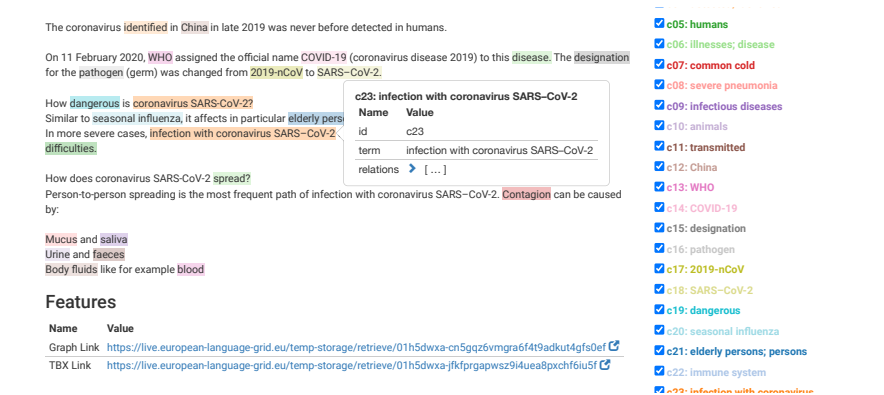 The coronavirus identified in China in late 2019 was never before detected in humans.
On 11 February 2020, WHO assigned the official name COVID-19 (coronavirus disease 2019) to this disease. The designation
for the pathogen (germ) was changed from 2019-nCoV to SARS–CoV-2.
How dangerous is coronavirus SARS-CoV-2?
Similar to seasonal influenza, it affects in particular elderly perso
In more severe cases, infection with coronavirus SARS–CoV-2
difficulties.
c23: infection with coronavirus SARS–CoV-2
Name Value
id c23
term infection with coronavirus SARS–CoV-2
relations [ ... ]
How does coronavirus SARS-CoV-2 spread?
Person-to-person spreading is the most frequent path of infection with coronavirus SARS–CoV-2. Contagion can be caused
by:
Mucus and saliva
Urine and faeces
Body fluids like for example blood
Features
Name Value
Graph Link https://live.european-language-grid.eu/temp-storage/retrieve/01h5dwxa-cn5gqz6vmgra6f4t9adkut4gfs0ef
TBX Link https://live.european-language-grid.eu/temp-storage/retrieve/01h5dwxa-jfkfprgapwsz9i4uea8pxchf6iu5f
c05: humans
c06: illnesses; disease
c07: common cold
c08: severe pneumonia
c09: infectious diseases
c10: animals
c11: transmitted
c12: China
c13: WHO
c14: COVID-19
c15: designation
c16: pathogen
c17: 2019-nCoV
c18: SARS–CoV-2
c19: dangerous
c20: seasonal influenza
c21: elderly persons; persons
c22: immune system
c23: infection with coronavirus